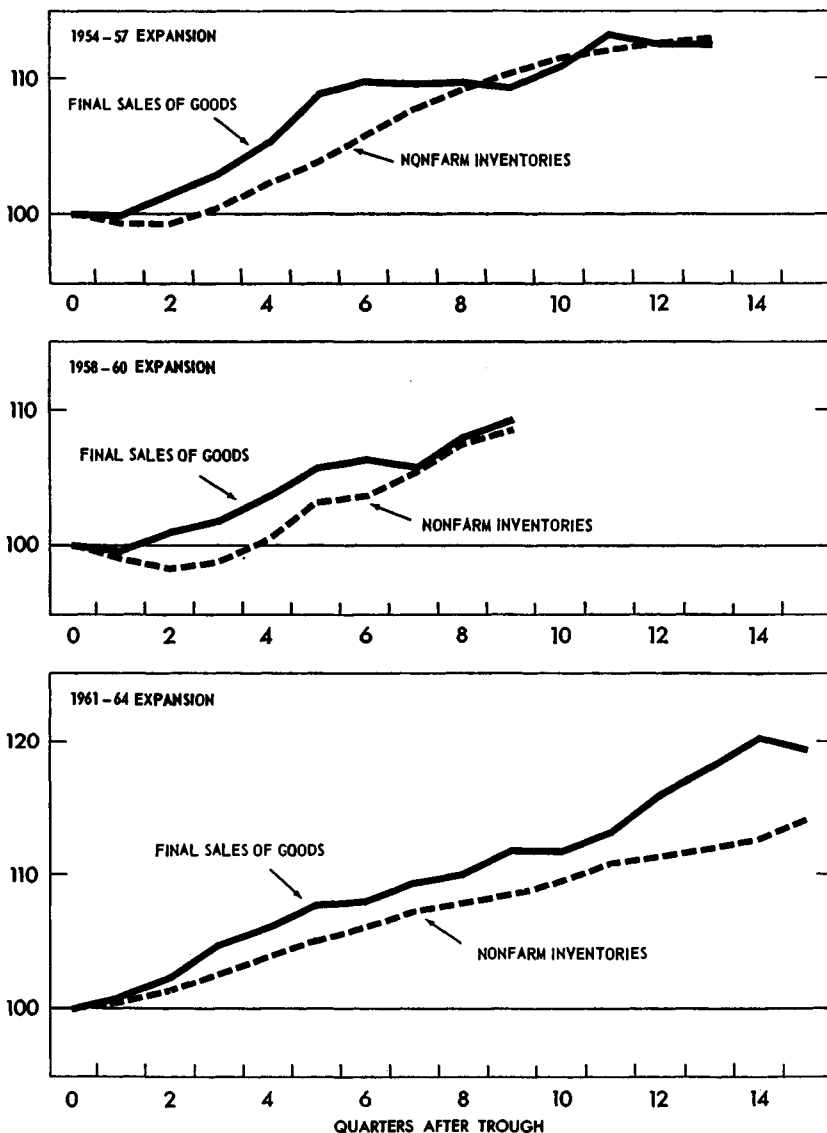 1954-57 EXPANSION
110
FINAL SALES OF GOODS
NONFARM INVENTORIES
100
0 2 4 6 8 10 12 14
1958-60 EXPANSION
110
FINAL SALES OF GOODS
NONFARM INVENTORIES
100
0 2 4 6 8 10 12 14
1961-64 EXPANSION
120
FINAL SALES OF GOODS
110
NONFARM INVENTORIES
100
0 2 4 6 8 10 12 14
QUARTERS AFTER TROUGH